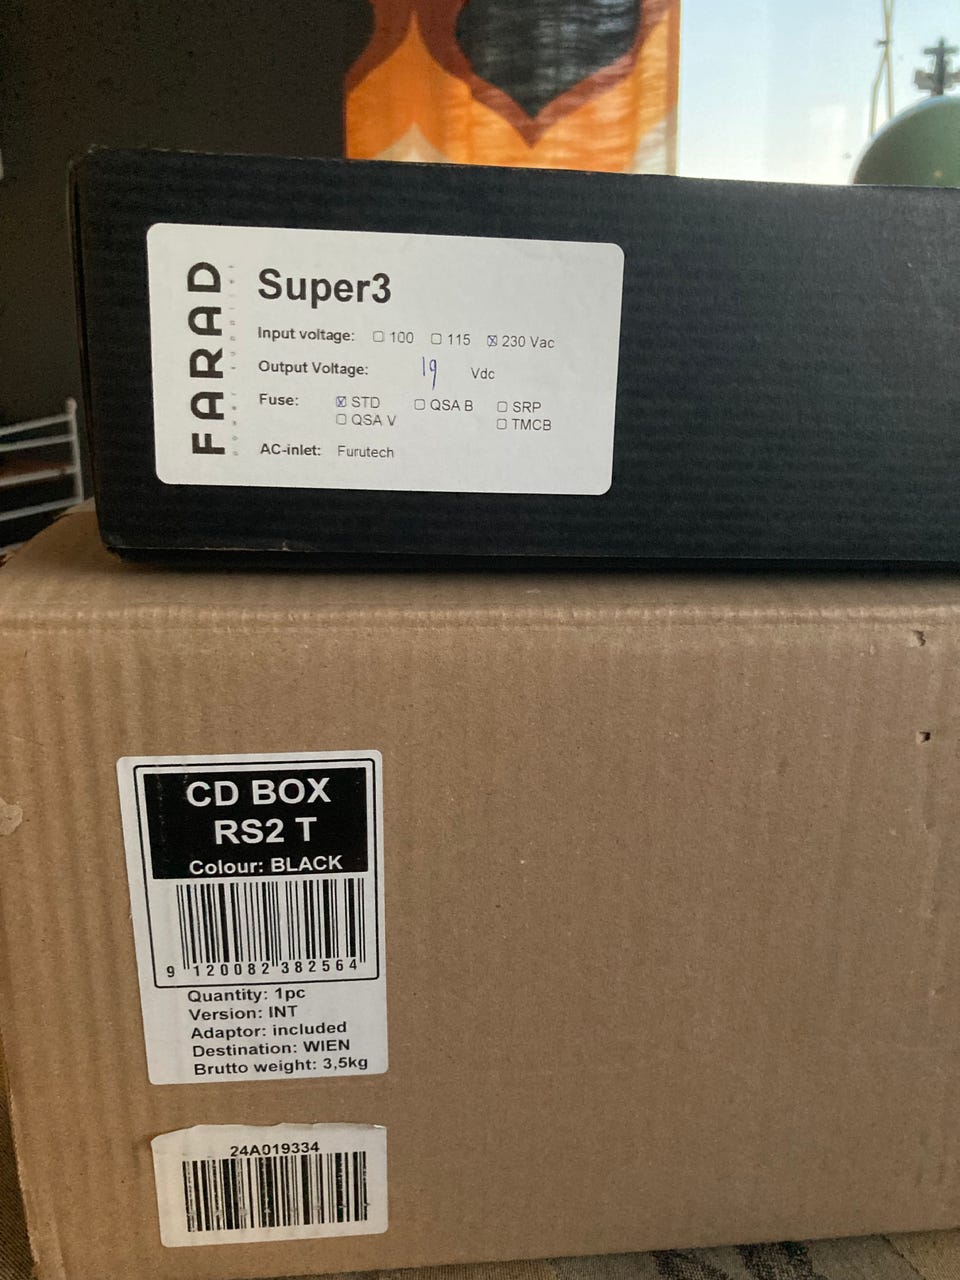 FARAD
Super3
Input voltage: ☐ 100 ☐ 115 ☒ 230 Vac
Output Voltage: 19 Vdc
Fuse: ☒ STD ☐ QSA B ☐ SRP
☐ QSA V ☐ TMCB
AC-inlet: Furutech
CD BOX
RS2 T
Colour: BLACK
9 120082 382564
Quantity: 1pc
Version: INT
Adaptor: included
Destination: WIEN
Brutto weight: 3,5kg
24A019334